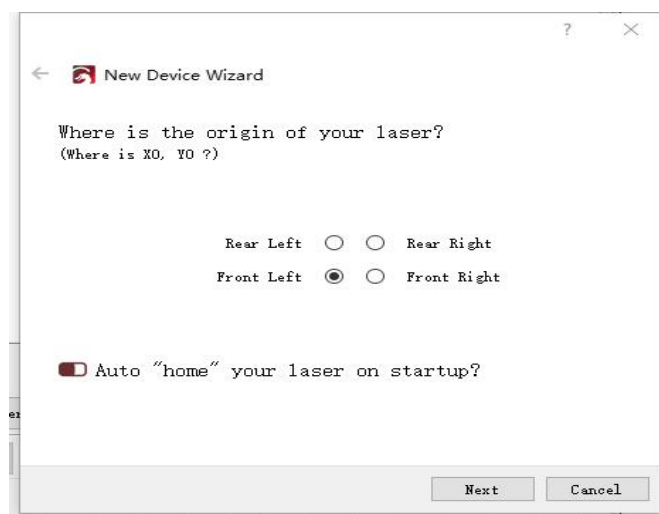 ?
New Device Wizard
Where is the origin of your laser?
(Where is X0, Y0 ?)
Rear Left Rear Right
Front Left Front Right
Auto "home" your laser on startup?
er
Next Cancel